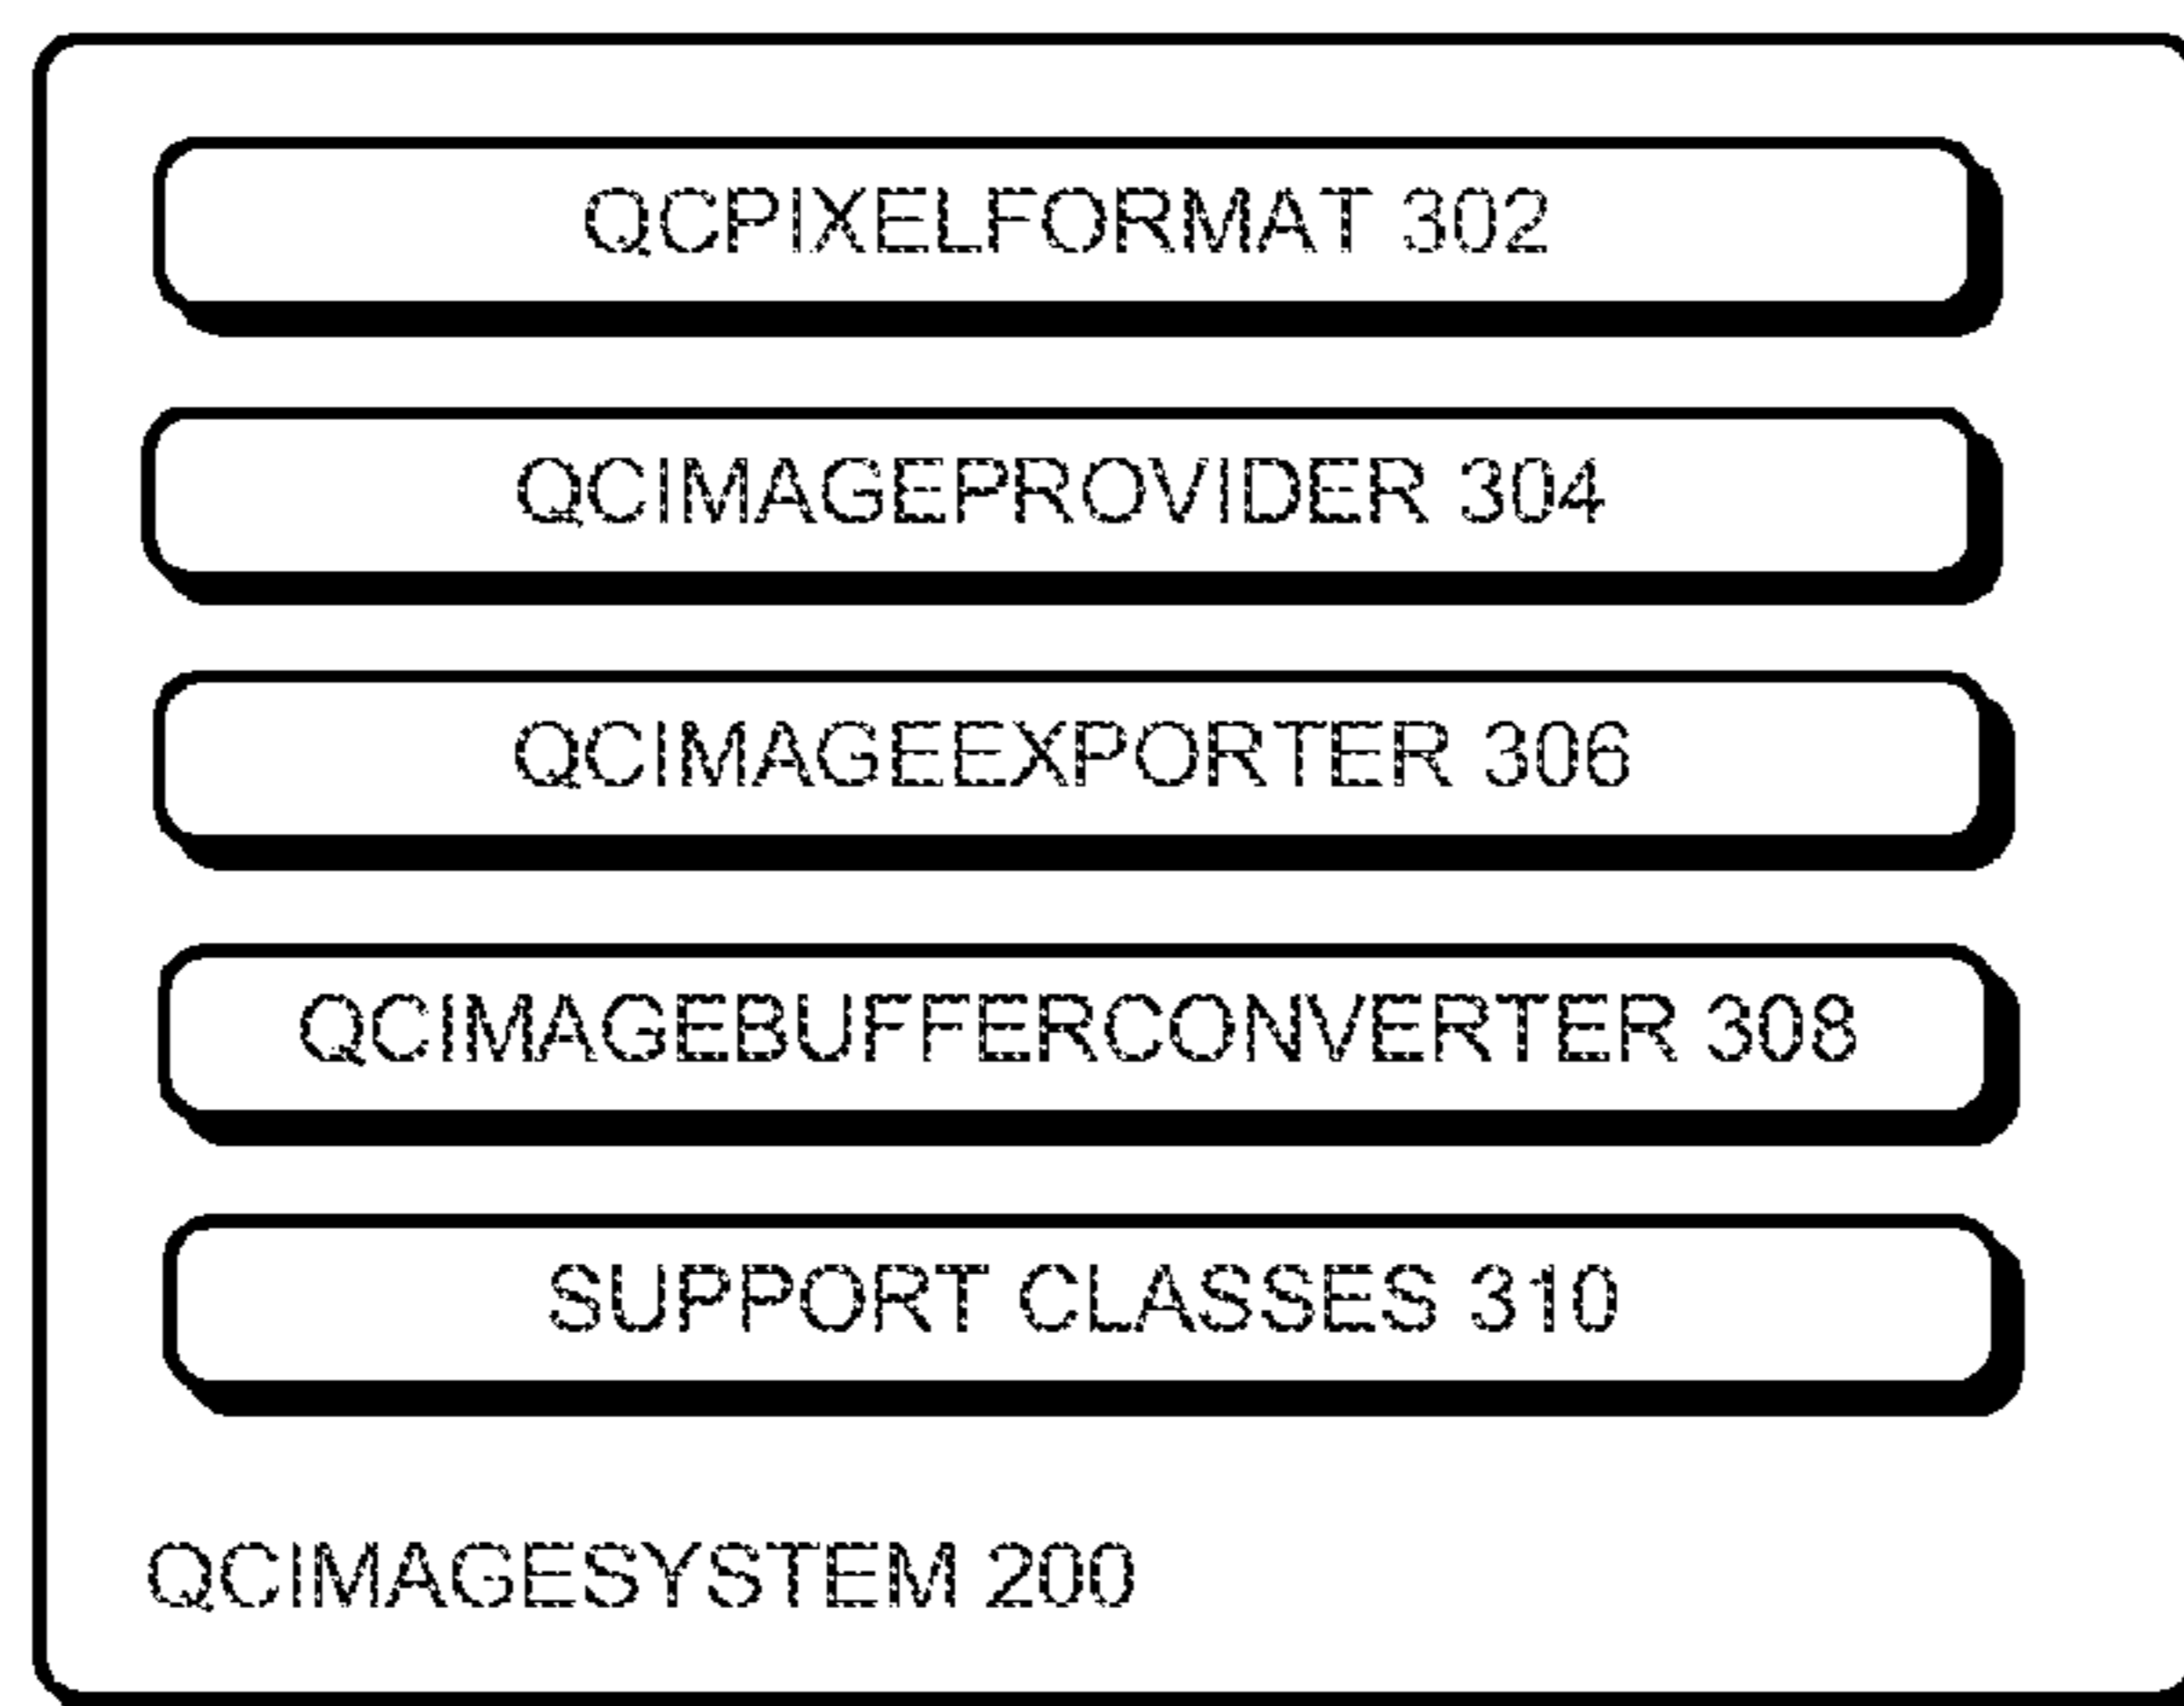 QCPIXELFORMAT 302
QCIMAGEPROVIDER 304
QCIMAGEEXPORTER 306
QCIMAGEBUFFERCONVERTER 308
SUPPORT CLASSES 310
QCIMAGESYSTEM 200